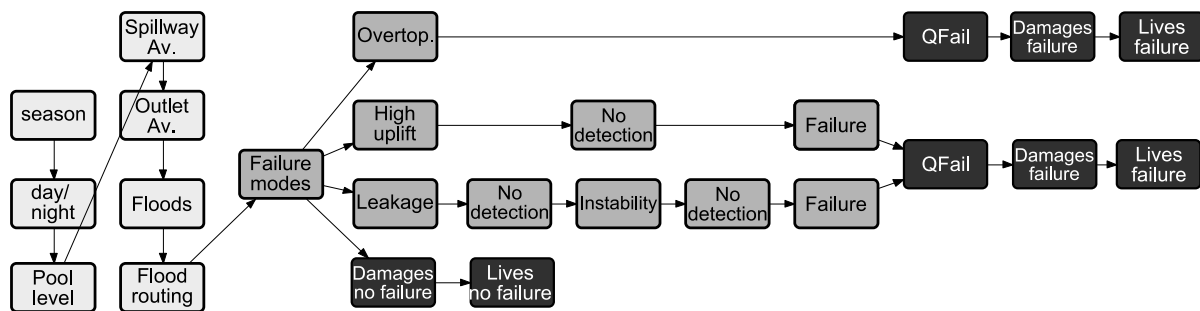 season
day/
night
Pool
level
Spillway
Av.
Outlet
Av.
Floods
Flood
routing
Failure
modes
Overtop.
QFail
Damages
failure
Lives
failure
High
uplift
No
detection
Failure
Leakage
No
detection
Instability
No
detection
Failure
QFail
Damages
failure
Lives
failure
Damages
no failure
Lives
no failure